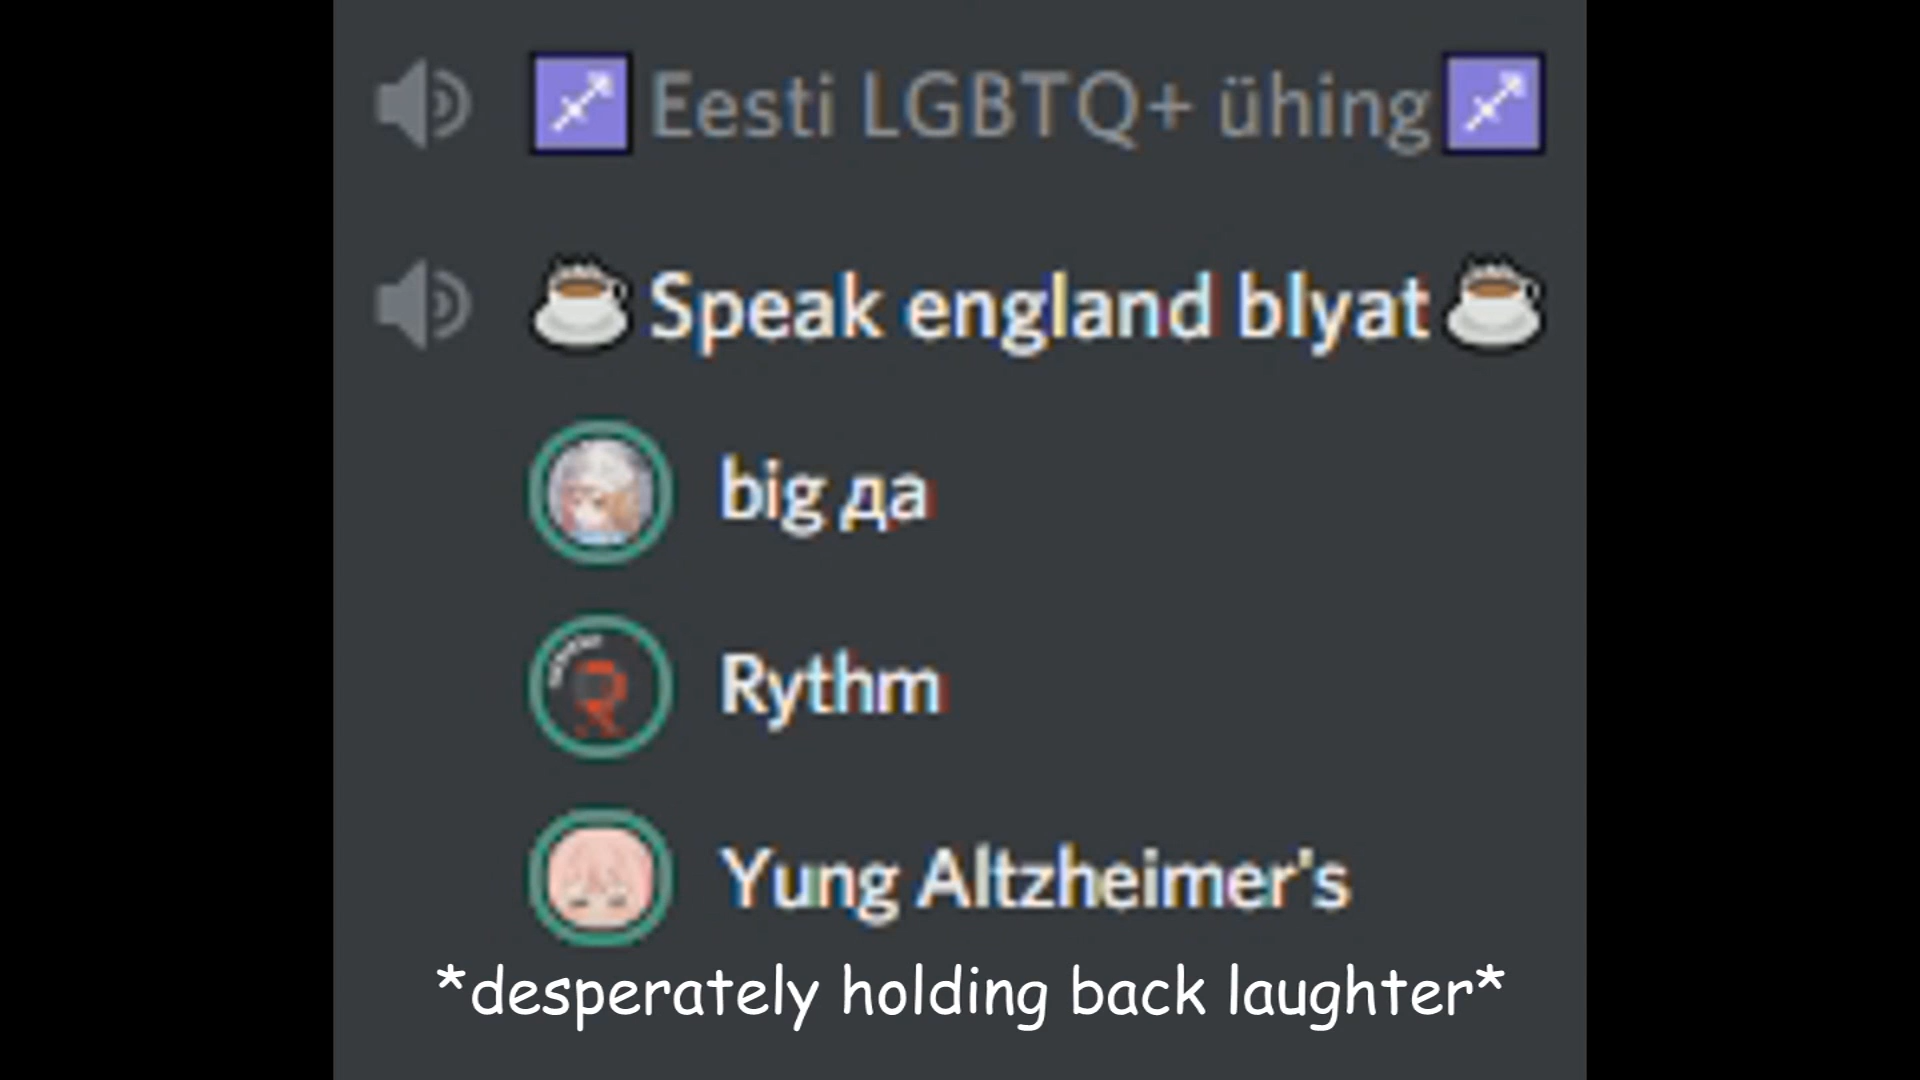 Eesti LGBTQ+ ühing
Speak england blyat
big да
Rythm
Yung Altzheimer's
*desperately holding back laughter*